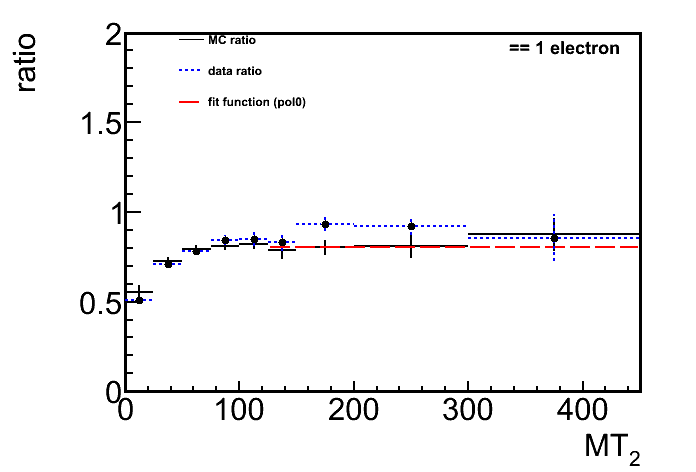 ratio
2
1.5
1
0.5
0
MC ratio
data ratio
fit function (pol0)
== 1 electron
0 100 200 300 400
MT2